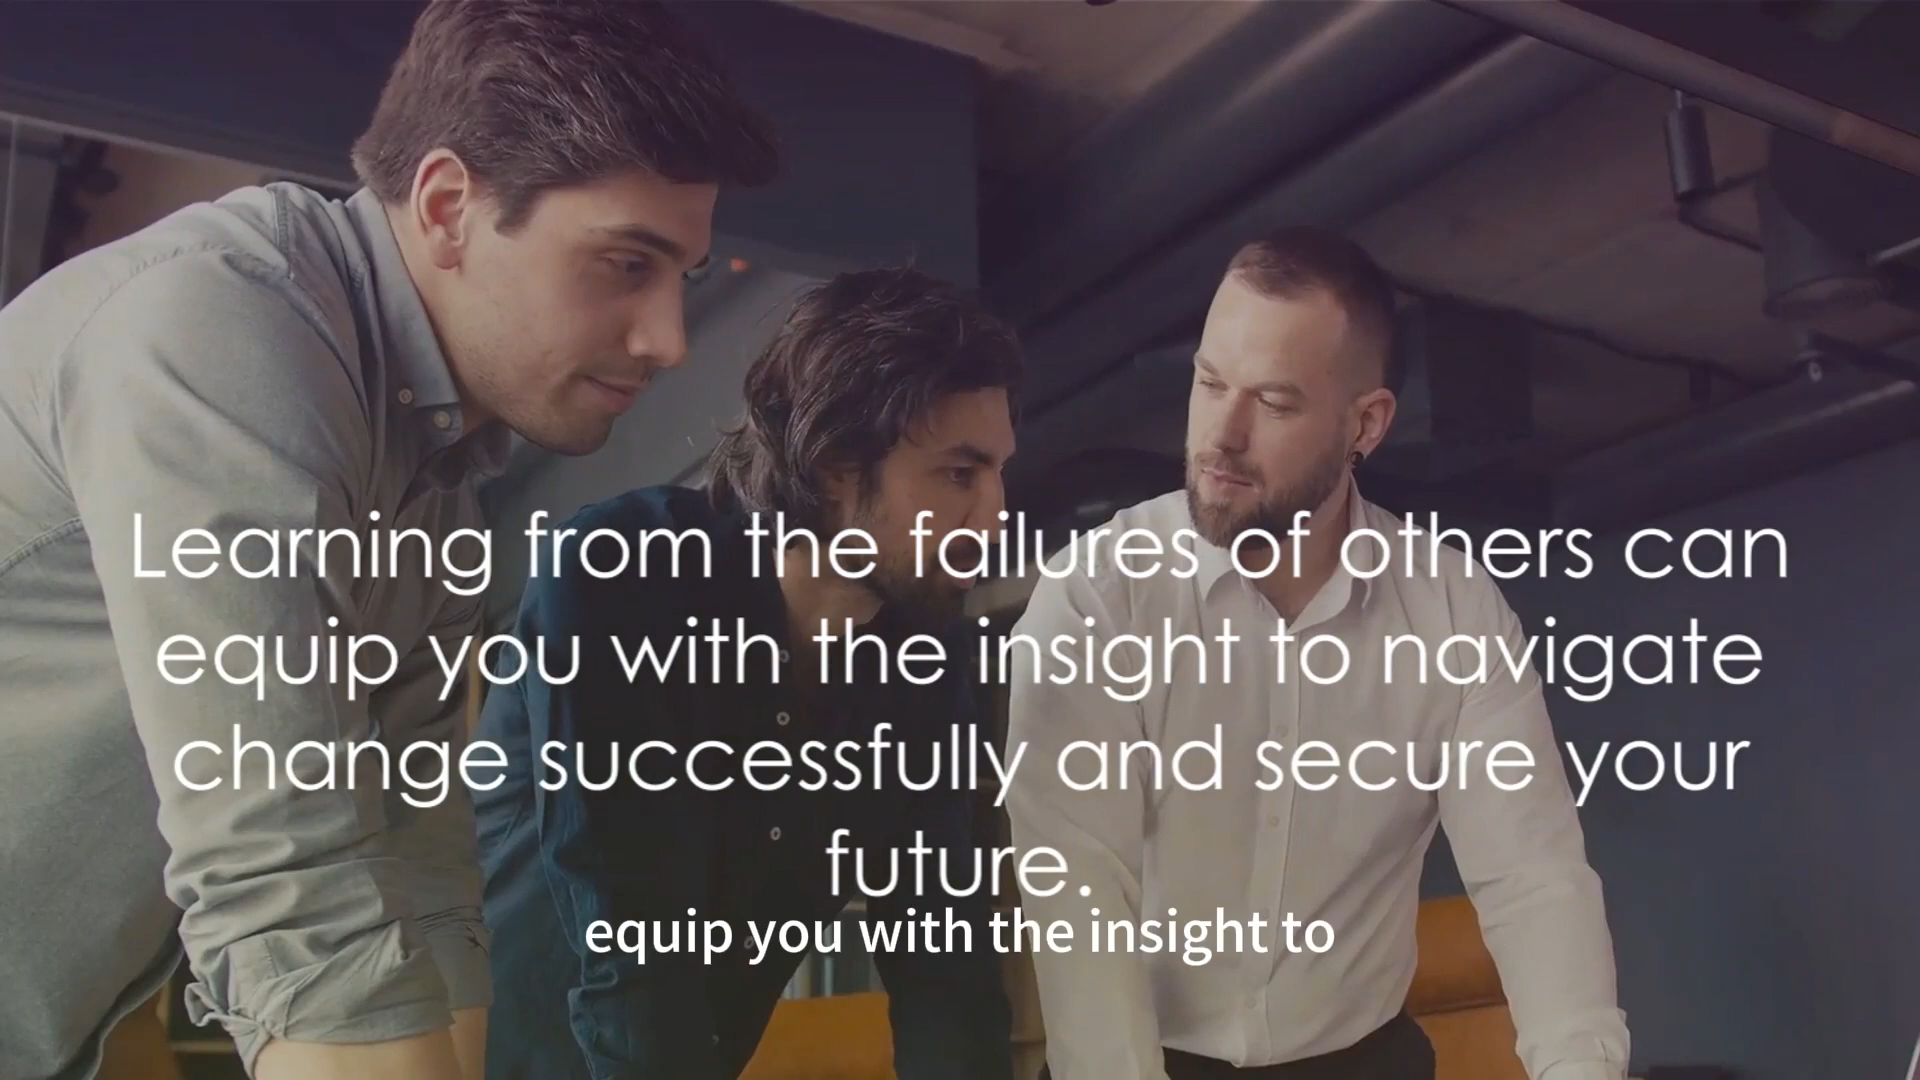 Learning from the failures of others can
equip you with the insight to navigate
change successfully and secure your
future.
equip you with the insight to